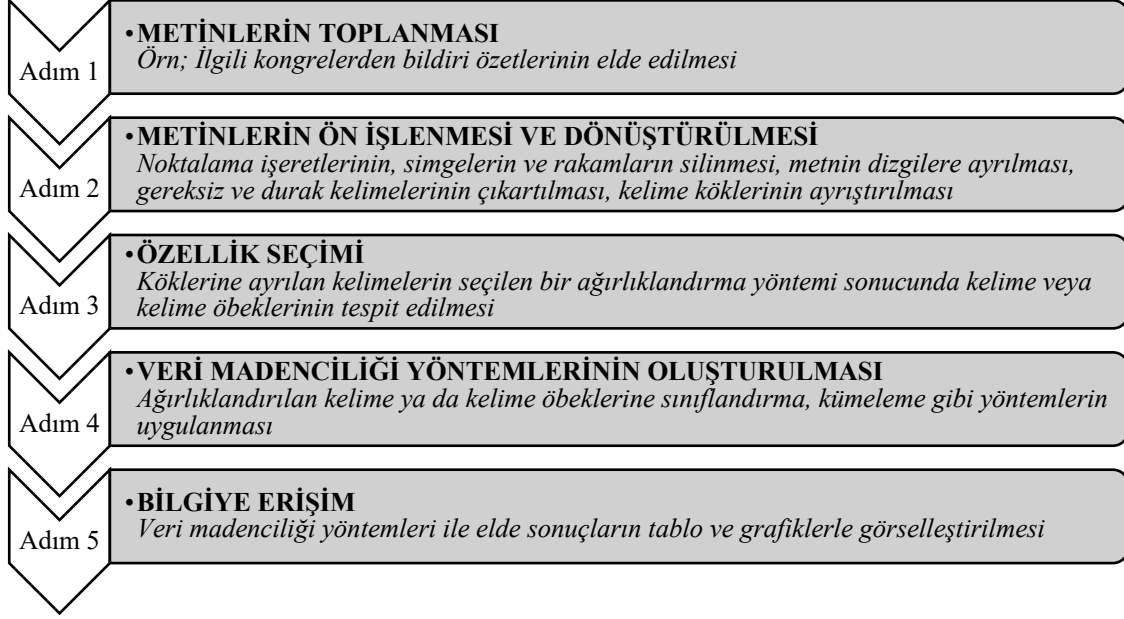 Adım 1
•METİNLERİN TOPLANMASI
Örn; İlgili kongrelerden bildiri özetlerinin elde edilmesi
Adım 2
•METİNLERİN ÖN İŞLENMESİ VE DÖNÜŞTÜRÜLMESİ
Noktalama işeretlerinin, simgelerin ve rakamların silinmesi, metnin dizgilere ayrılması,
gereksiz ve durak kelimelerinin çıkartılması, kelime köklerinin ayrıştırılması
Adım 3
•ÖZELLİK SEÇİMİ
Köklerine ayrılan kelimelerin seçilen bir ağırlıklandırma yöntemi sonucunda kelime veya
kelime öbeklerinin tespit edilmesi
Adım 4
•VERİ MADENCİLİĞİ YÖNTEMLERİNİN OLUŞTURULMASI
Ağırlıklandırılan kelime ya da kelime öbeklerine sınıflandırma, kümeleme gibi yöntemlerin
uygulanması
Adım 5
•BİLGİYE ERİŞİM
Veri madenciliği yöntemleri ile elde sonuçların tablo ve grafiklerle görselleştirilmesi